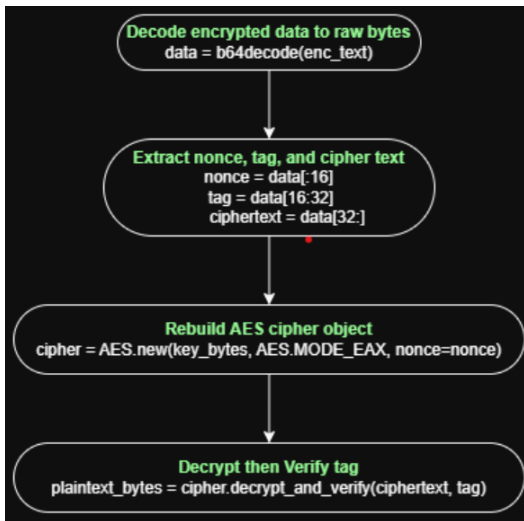 Decode encrypted data to raw bytes
data = b64decode(enc_text)
Extract nonce, tag, and cipher text
nonce = data[:16]
tag = data[16:32]
ciphertext = data[32:]
Rebuild AES cipher object
cipher = AES.new(key_bytes, AES.MODE_EAX, nonce=nonce)
Decrypt then Verify tag
plaintext_bytes = cipher.decrypt_and_verify(ciphertext, tag)